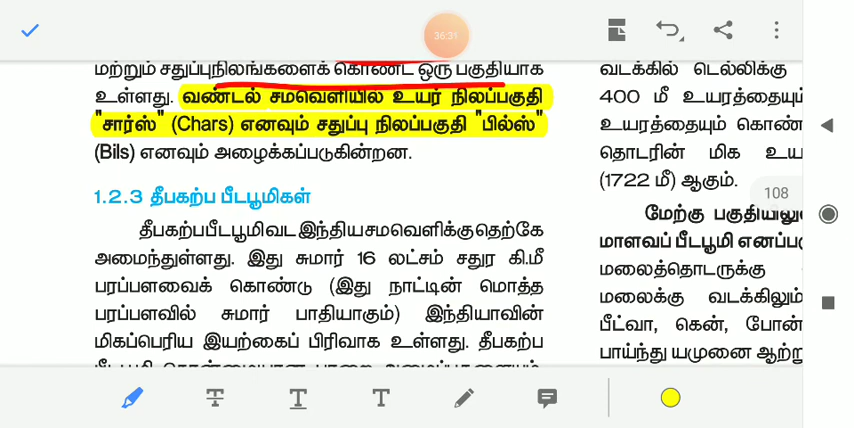 36:31
மற்றும் சதுப்புநிலங்களைக் கொண்ட ஒரு பகுதியாக
உள்ளது. வண்டல் சமவெளியில் உயர் நிலப்பகுதி
"சார்ஸ்" (Chars) எனவும் சதுப்பு நிலப்பகுதி "பில்ஸ்"
(Bils) எனவும் அழைக்கப்படுகின்றன.
1.2.3 தீபகற்ப பீடபூமிகள்
தீபகற்பபீடபூமிவட இந்தியசமவெளிக்குதெற்கே
அமைந்துள்ளது. இது சுமார் 16 லட்சம் சதுர கி.மீ
பரப்பளவைக் கொண்டு (இது நாட்டின் மொத்த
பரப்பளவில் சுமார் பாதியாகும்) இந்தியாவின்
மிகப்பெரிய இயற்கைப் பிரிவாக உள்ளது. தீபகற்ப
வடக்கில் டெல்லிக்கு
400 மீ உயரத்தையும்
உயரத்தையும் கொண்
தொடரின் மிக உய
(1722 மீ) ஆகும்.
108
மேற்கு பகுதியிலு
மாளவப் பீடபூமி எனப்ப
மலைத்தொடருக்கு
மலைக்கு வடக்கிலும்
பீட்வா, கென், போன்
பாய்ந்து யமுனை ஆற்று